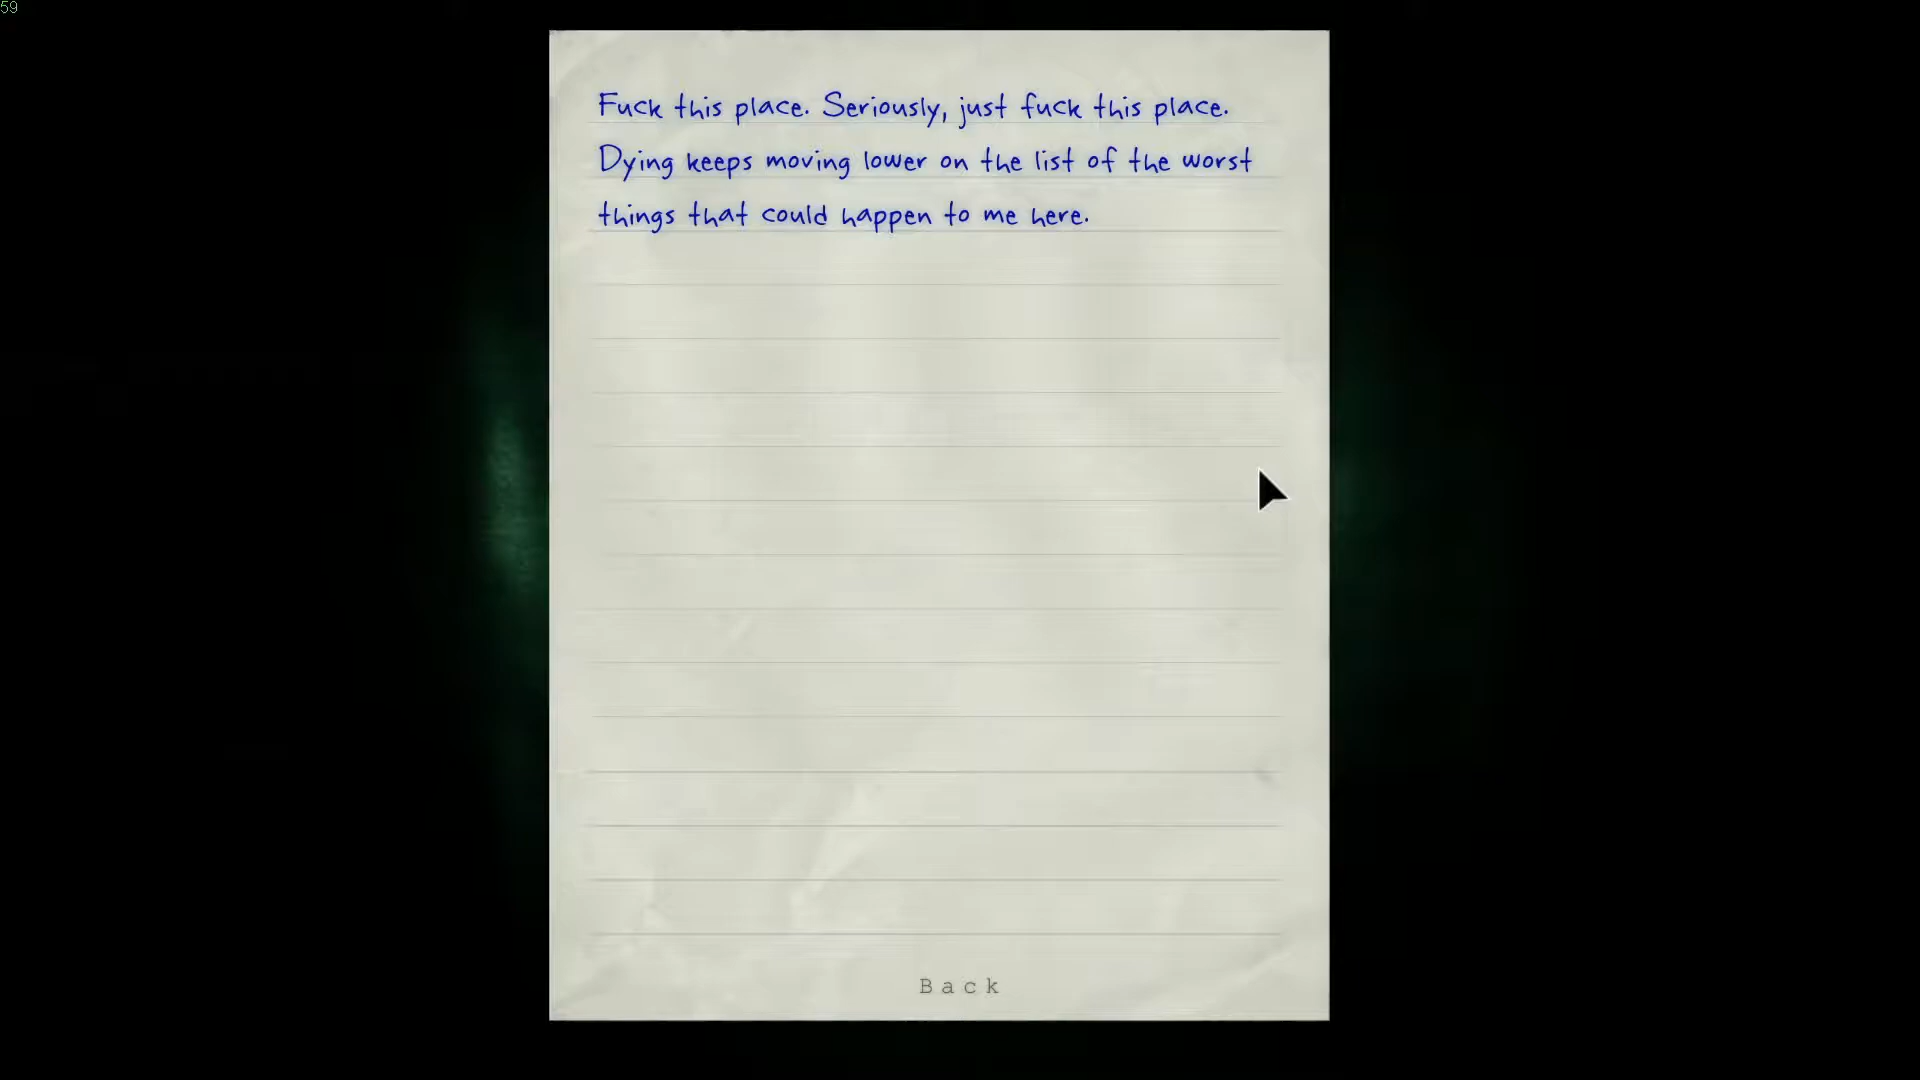 59
Fuck this place. Seriously, just fuck this place.
Dying keeps moving lower on the list of the worst
things that could happen to me here.
Back